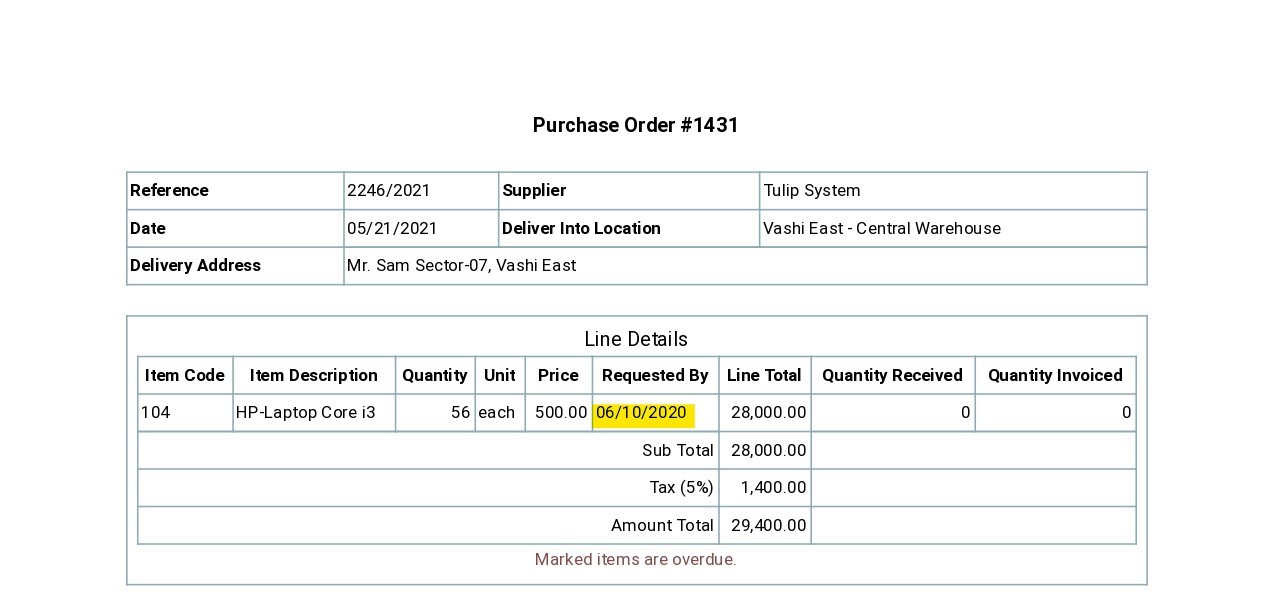 Purchase Order #1431
Reference 2246/2021 Supplier Tulip System
Date 05/21/2021 Deliver Into Location Vashi East - Central Warehouse
Delivery Address Mr. Sam Sector-07, Vashi East
Line Details
Item Code Item Description Quantity Unit Price Requested By Line Total Quantity Received Quantity Invoiced
104 HP-Laptop Core i3 56 each 500.00 06/10/2020 28,000.00 0 0
Sub Total 28,000.00
Tax (5%) 1,400.00
Amount Total 29,400.00
Marked items are overdue.